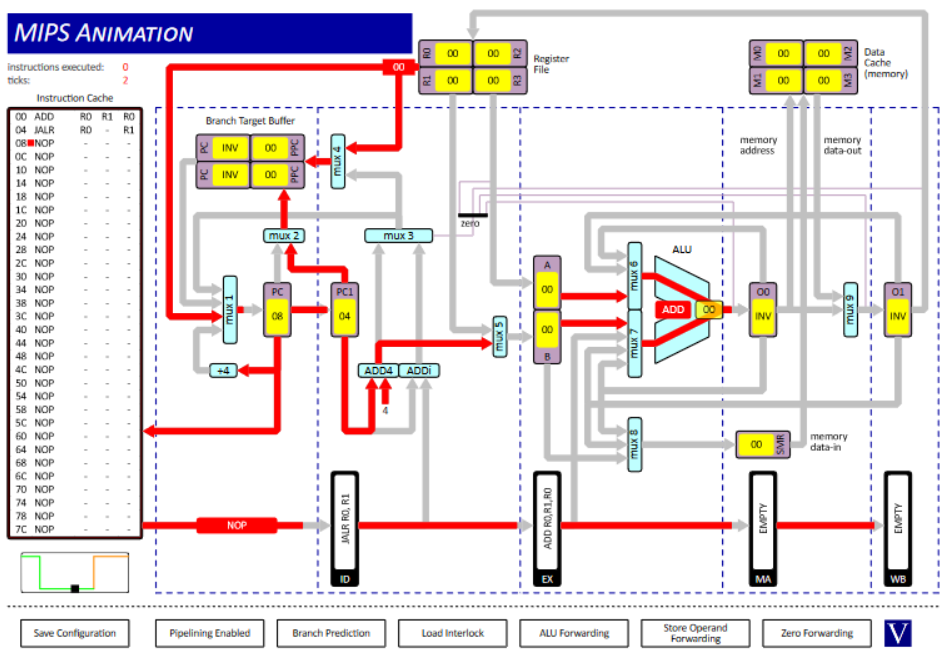 MIPS ANIMATION
instructions executed: 0
ticks: 2
Instruction Cache
00 ADD R0 R1 R0
04 JALR R0 - R1
08 NOP - - -
0C NOP - - -
10 NOP - - -
14 NOP - - -
18 NOP - - -
1C NOP - - -
20 NOP - - -
24 NOP - - -
28 NOP - - -
2C NOP - - -
30 NOP - - -
34 NOP - - -
38 NOP - - -
3C NOP - - -
40 NOP - - -
44 NOP - - -
48 NOP - - -
4C NOP - - -
50 NOP - - -
54 NOP - - -
58 NOP - - -
5C NOP - - -
60 NOP - - -
64 NOP - - -
68 NOP - - -
6C NOP - - -
70 NOP - - -
74 NOP - - -
78 NOP - - -
7C NOP - - -
00
R0 00 00 R2
R1 00 00 R3
Register
File
M0 00 00 M2
M1 00 00 M3
Data
Cache
(memory)
Branch Target Buffer
PC INV 00 PPC
PC INV 00 PPC
mux 4
memory
address
memory
data-out
zero
mux 2
mux 3
mux 1
PC
08
PC1
04
+4
ADD4
ADDi
4
mux 5
A
00
00
B
mux 6
mux 7
ALU
ADD
00
O0
INV
mux 9
O1
INV
mux 8
00 SMR
memory
data-in
NOP
JALR R0, R1
ID
ADD R0,R1,R0
EX
EMPTY
MA
EMPTY
WB
Save Configuration
Pipelining Enabled
Branch Prediction
Load Interlock
ALU Forwarding
Store Operand
Forwarding
Zero Forwarding
V